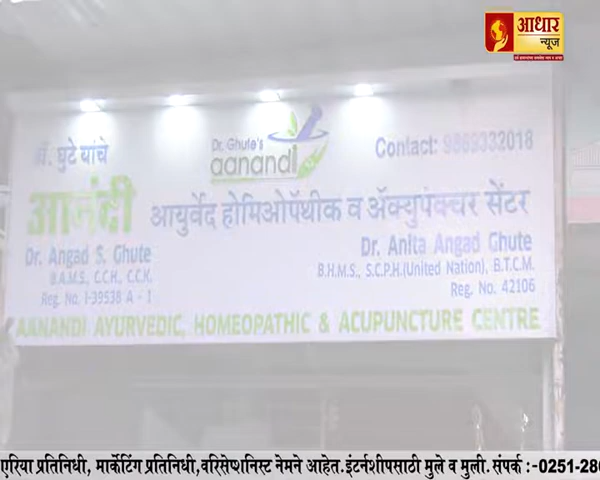 आधार
न्यूज
डॉ. घुटे यांचे
Dr. Ghute's
aanandi
Contact: 9869332018
आनंदी
आयुर्वेद होमिओपॅथीक व ॲक्युपंक्चर सेंटर
Dr. Angad S. Ghute
B.A.M.S., C.C.H., C.C.K.
Reg. No. I-39538 A - I
Dr. Anita Angad Ghute
B.H.M.S., S.C.P.H.(United Nation), B.T.C.M.
Reg. No. 42106
AANANDI AYURVEDIC, HOMEOPATHIC & ACUPUNCTURE CENTRE
एरिया प्रतिनिधी, मार्केटिंग प्रतिनिधी,वरिसेप्शनिस्ट नेमने आहेत.इंटर्नशीपसाठी मुले व मुली. संपर्क :-0251-286